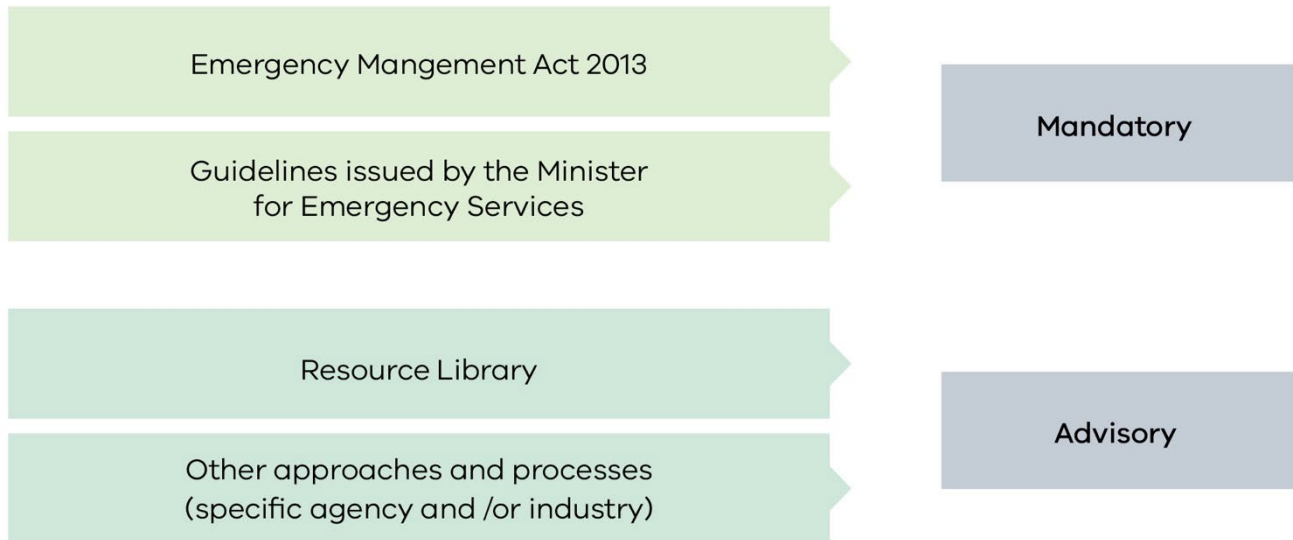 Emergency Mangement Act 2013
Mandatory
Guidelines issued by the Minister
for Emergency Services
Resource Library
Advisory
Other approaches and processes
(specific agency and /or industry)